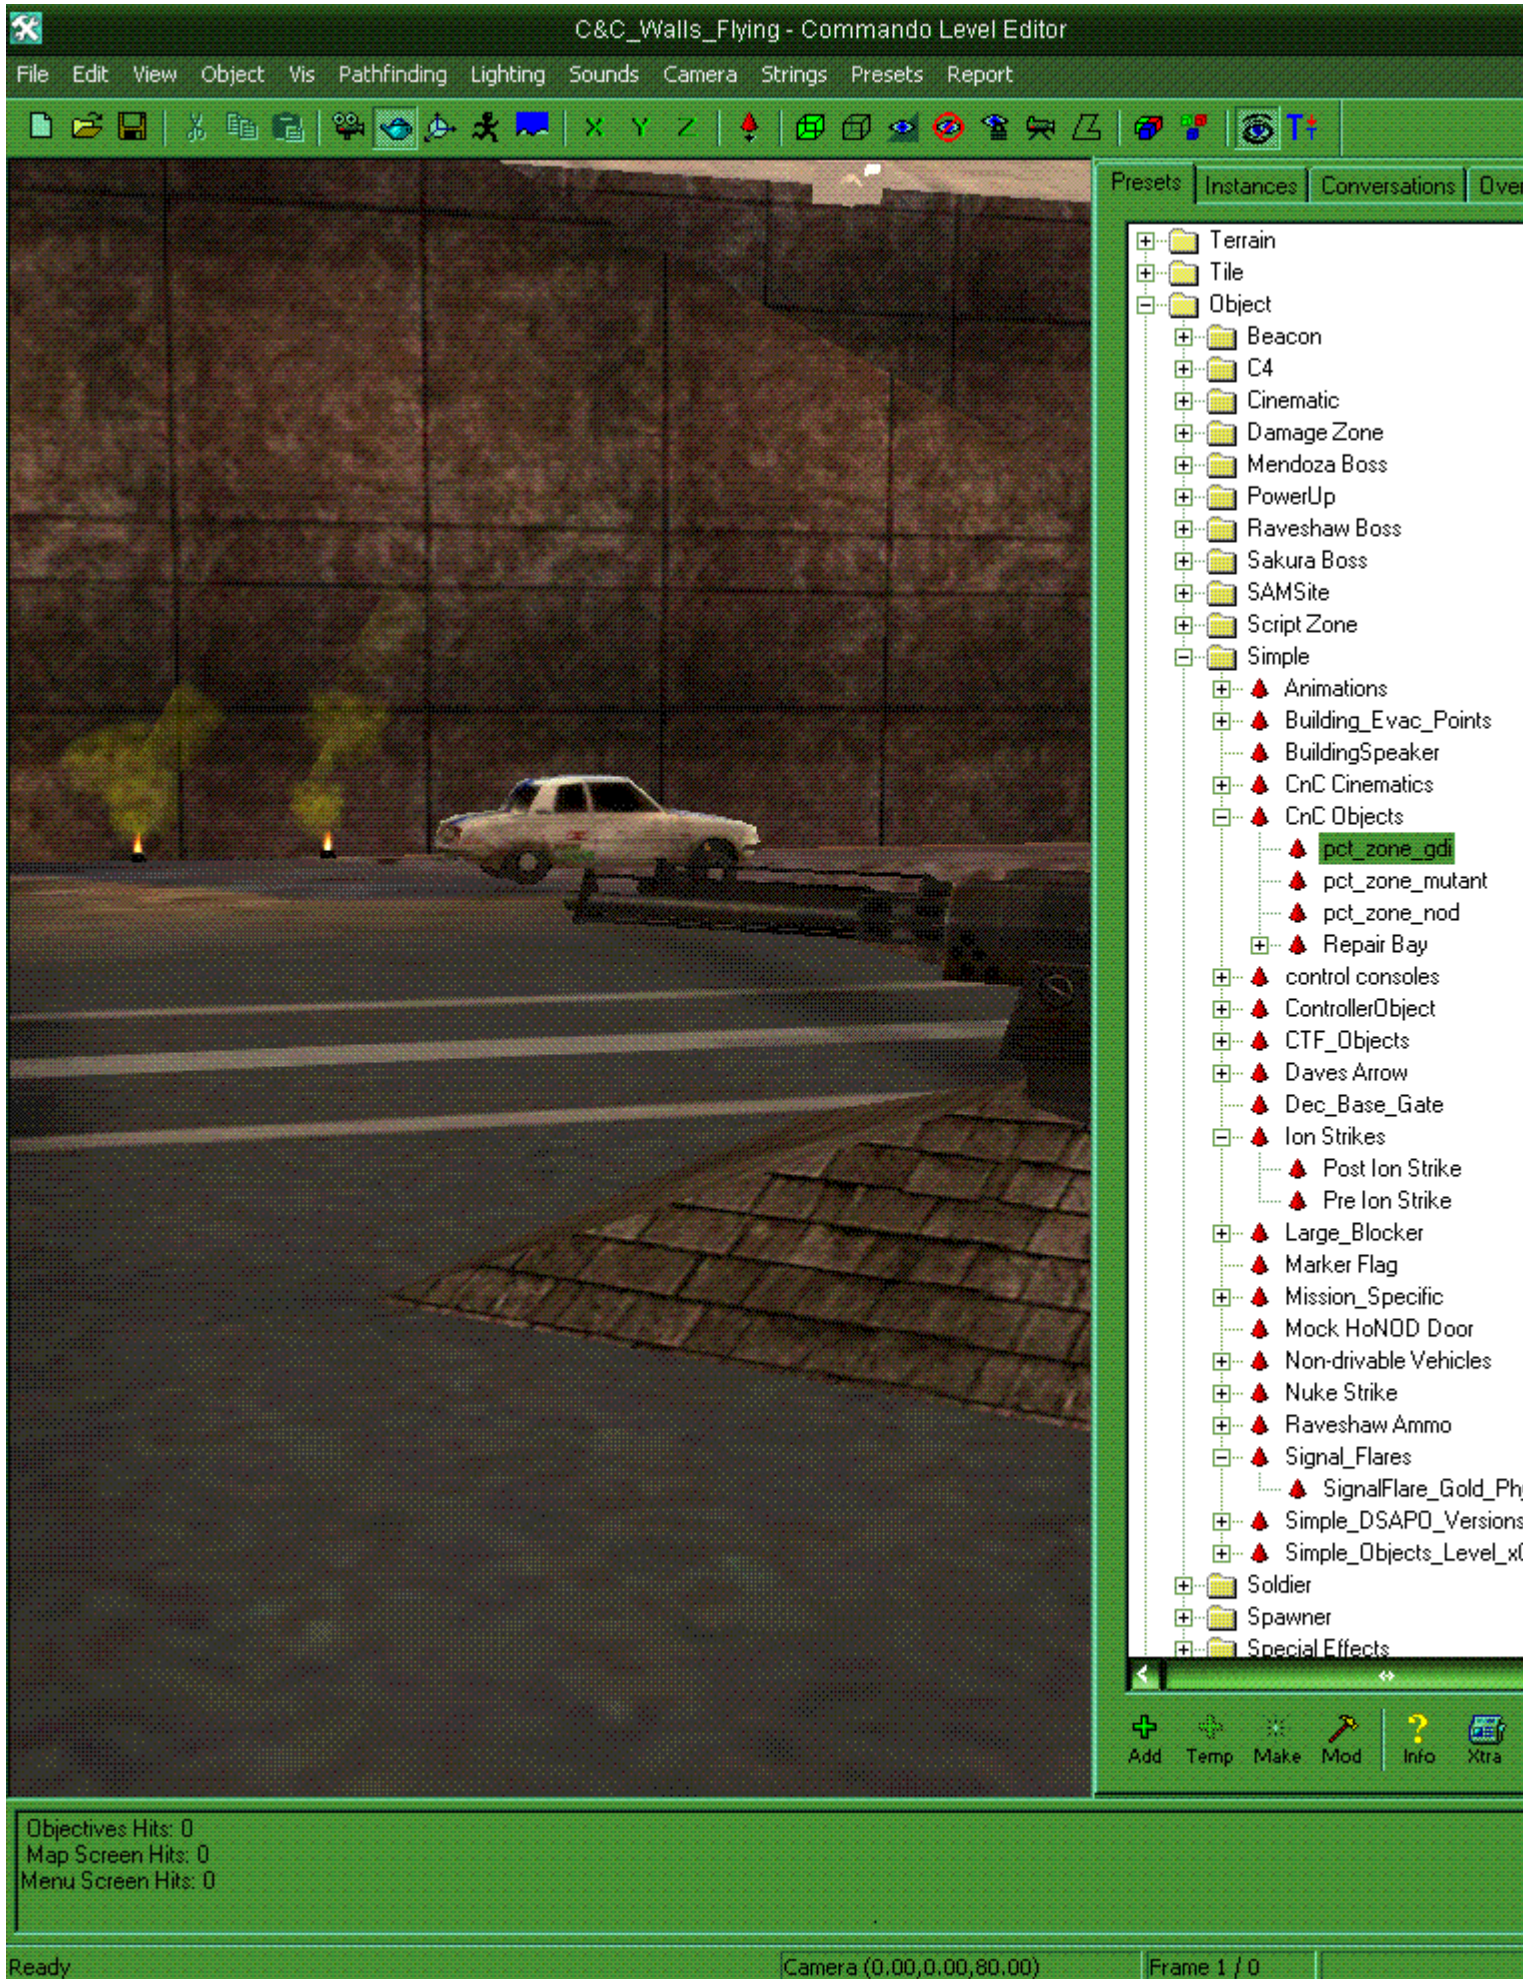 C&C_Walls_Flying - Commando Level Editor
File Edit View Object Vis Pathfinding Lighting Sounds Camera Strings Presets Report
X Y Z
Presets Instances Conversations
Terrain
Tile
Object
Beacon
C4
Cinematic
Damage Zone
Mendoza Boss
PowerUp
Raveshaw Boss
Sakura Boss
SAMSite
Script Zone
Simple
Animations
Building_Evac_Points
BuildingSpeaker
CnC Cinematics
CnC Objects
pct_zone_gdi
pct_zone_mutant
pct_zone_nod
Repair Bay
control consoles
ControllerObject
CTF_Objects
Daves Arrow
Dec_Base_Gate
Ion Strikes
Post Ion Strike
Pre Ion Strike
Large_Blocker
Marker Flag
Mission_Specific
Mock HoNOD Door
Non-drivable Vehicles
Nuke Strike
Raveshaw Ammo
Signal_Flares
SignalFlare_Gold_Ph
Simple_DSAPO_Versions
Simple_Objects_Level_x0
Soldier
Spawner
Special Effects
Add Temp Make Mod Info Xtra
Objectives Hits: 0
Map Screen Hits: 0
Menu Screen Hits: 0
Ready Camera (0.00,0.00,80.00) Frame 1 / 0